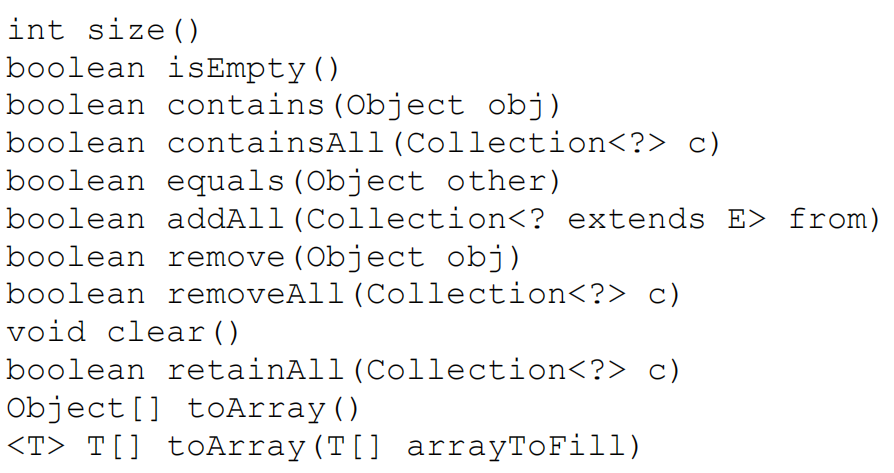 int size()
boolean isEmpty()
boolean contains(Object obj)
boolean containsAll(Collection<?> c)
boolean equals(Object other)
boolean addAll(Collection<? extends E> from)
boolean remove(Object obj)
boolean removeAll(Collection<?> c)
void clear()
boolean retainAll(Collection<?> c)
Object[] toArray()
<T> T[] toArray(T[] arrayToFill)